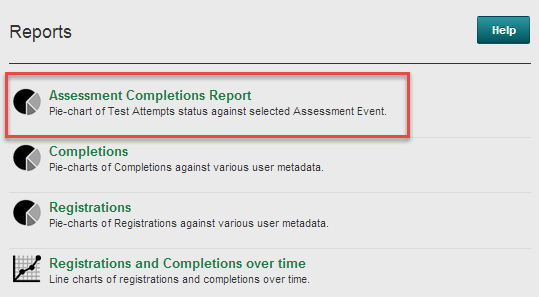 Reports
Help
Assessment Completions Report
Pie-chart of Test Attempts status against selected Assessment Event.
Completions
Pie-charts of Completions against various user metadata.
Registrations
Pie-charts of Registrations against various user metadata.
Registrations and Completions over time
Line charts of registrations and completions over time.